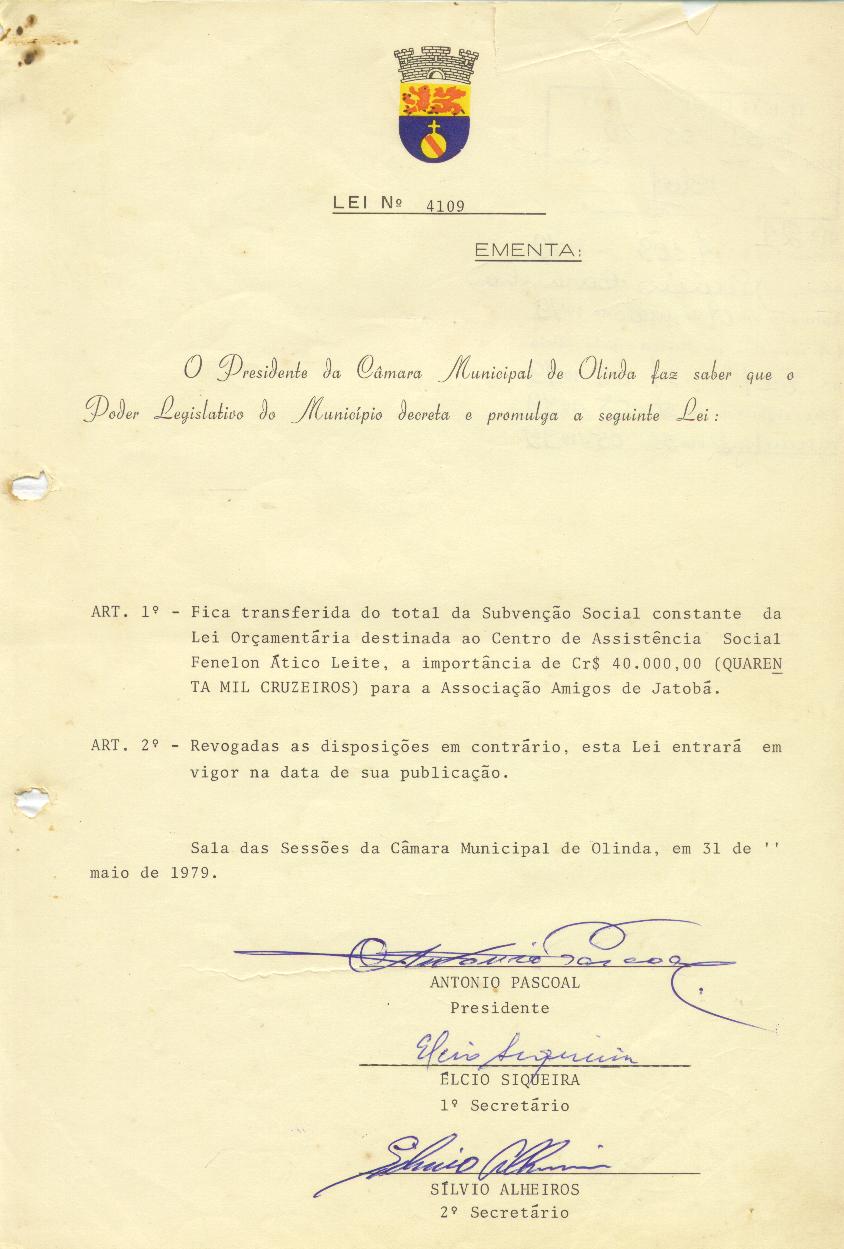 LEI Nº 4109
EMENTA:
O Presidente da Câmara Municipal de Olinda faz saber que o
Poder Legislativo do Município decreta e promulga a seguinte Lei:
ART. 1º - Fica transferida do total da Subvenção Social constante da
Lei Orçamentária destinada ao Centro de Assistência Social
Fenelon Ático Leite, a importância de Cr$ 40.000,00 (QUAREN
TA MIL CRUZEIROS) para a Associação Amigos de Jatobá.
ART. 2º - Revogadas as disposições em contrário, esta Lei entrará em
vigor na data de sua publicação.
Sala das Sessões da Câmara Municipal de Olinda, em 31 de ''
maio de 1979.
Antonio Pascoal
ANTONIO PASCOAL
Presidente
Elcio Siqueira
ÉLCIO SIQUEIRA
1º Secretário
Sílvio Alheiros
SÍLVIO ALHEIROS
2º Secretário